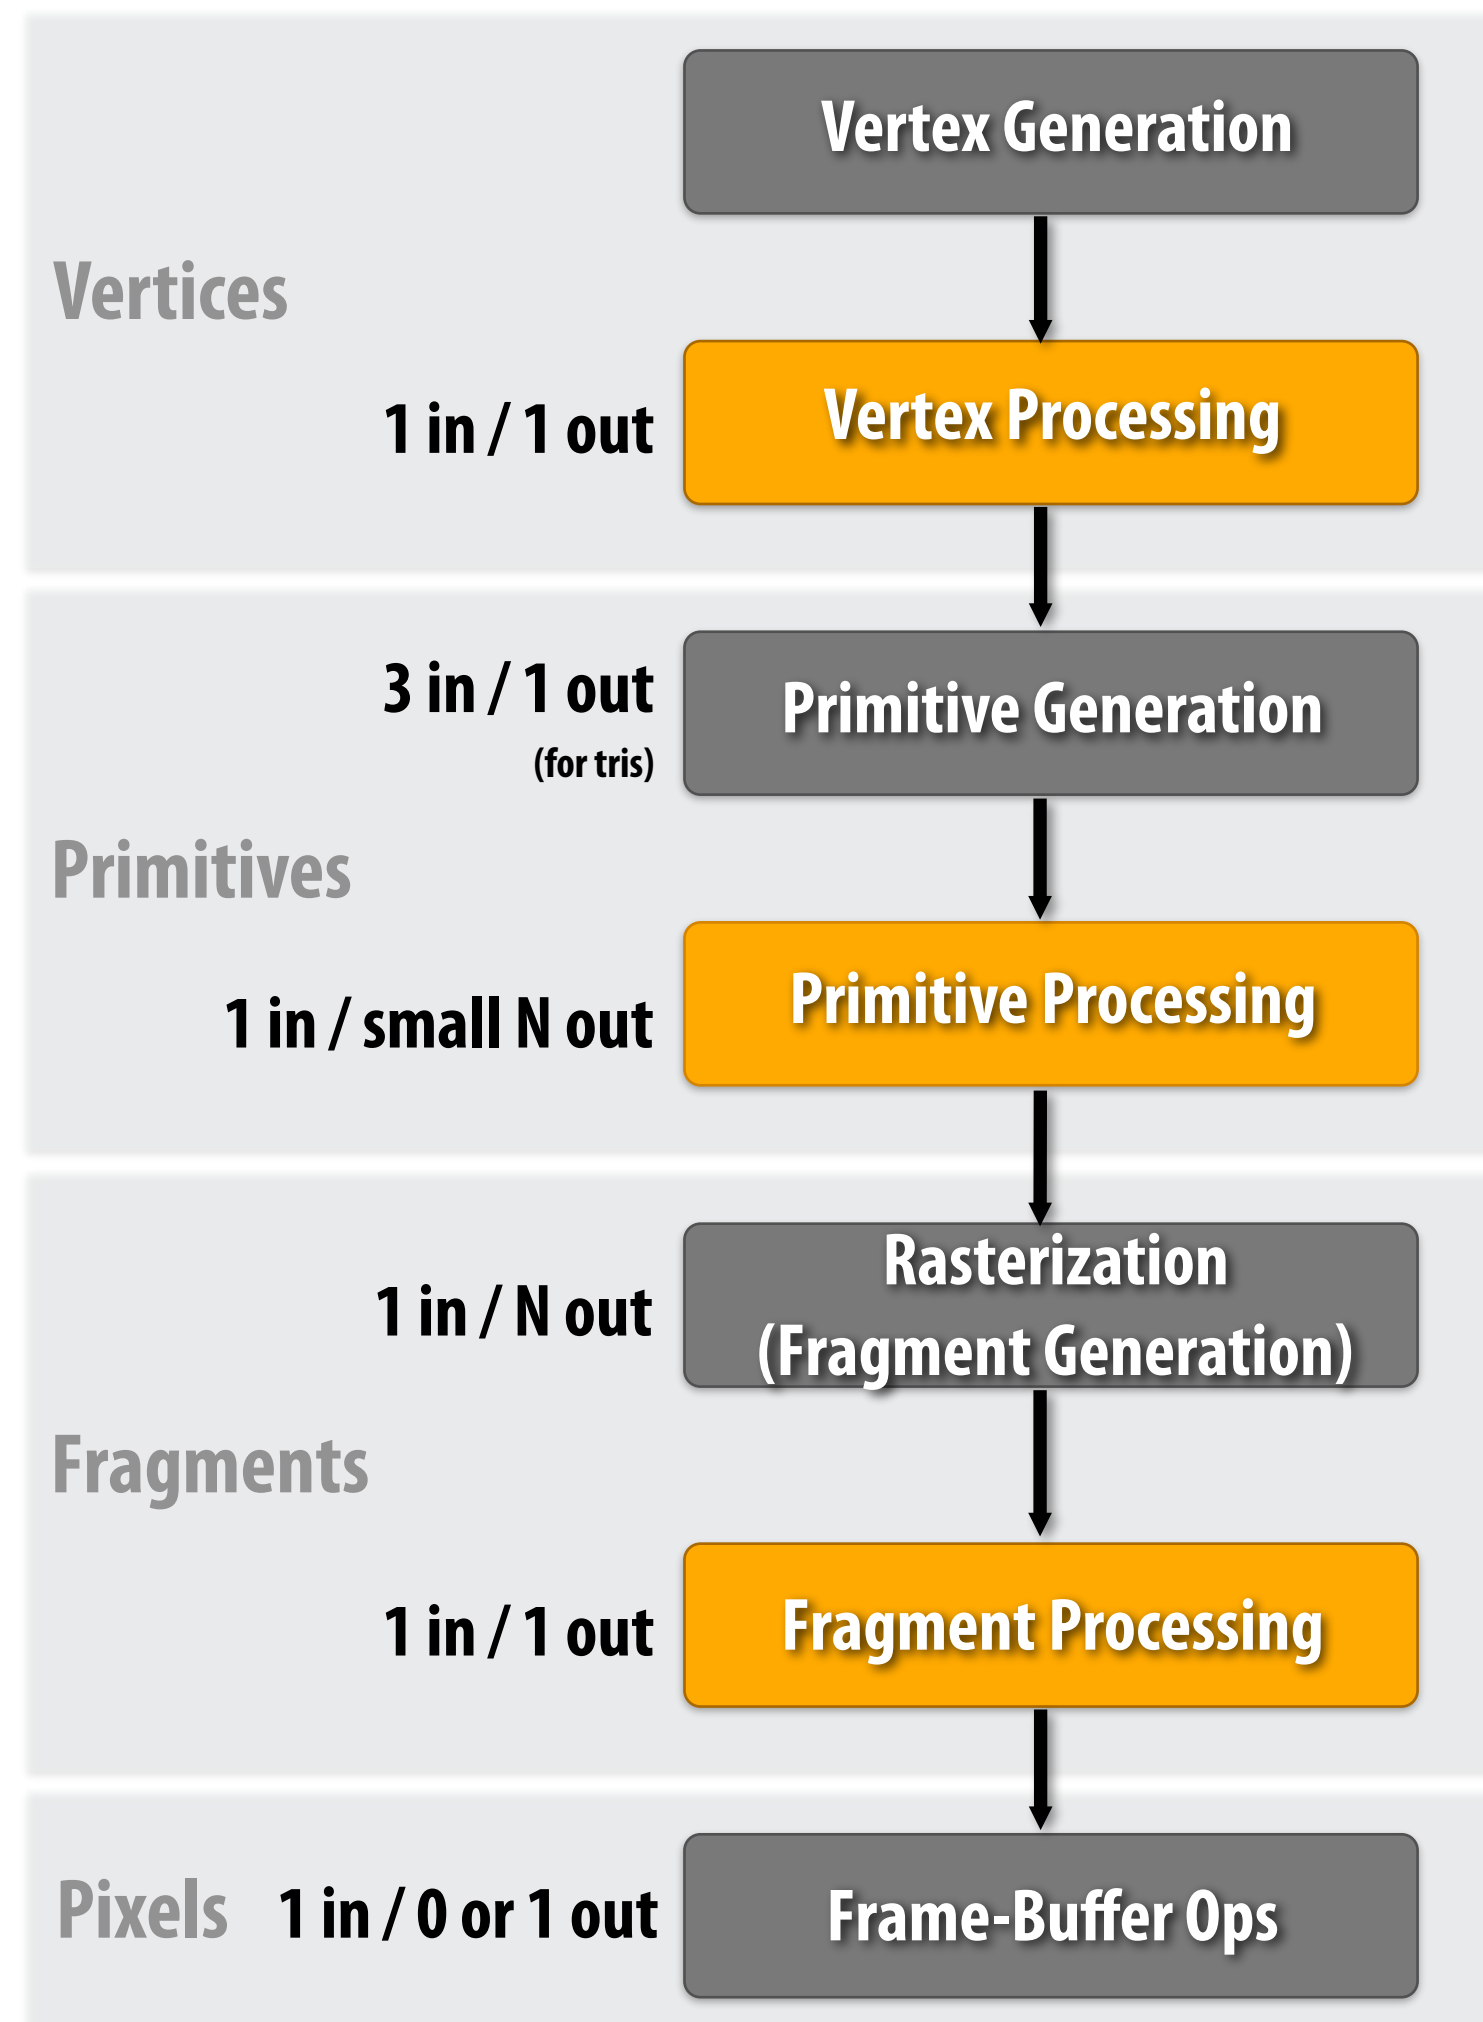 Vertex Generation
Vertices
1 in / 1 out
Vertex Processing
3 in / 1 out
(for tris)
Primitive Generation
Primitives
1 in / small N out
Primitive Processing
1 in / N out
Rasterization
(Fragment Generation)
Fragments
1 in / 1 out
Fragment Processing
Pixels
1 in / 0 or 1 out
Frame-Buffer Ops